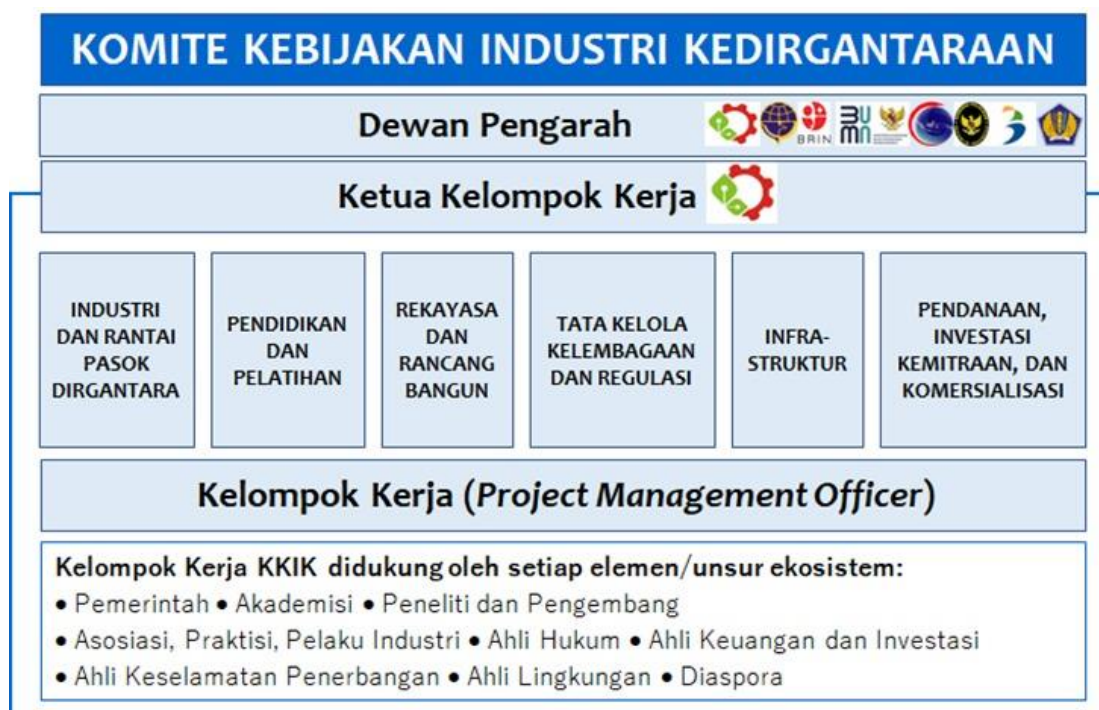 KOMITE KEBIJAKAN INDUSTRI KEDIRGANTARAAN
Dewan Pengarah
BRIN
Ketua Kelompok Kerja
INDUSTRI
DAN RANTAI
PASOK
DIRGANTARA
PENDIDIKAN
DAN
PELATIHAN
REKAYASA
DAN
RANCANG
BANGUN
TATA KELOLA
KELEMBAGAAN
DAN REGULASI
INFRA-
STRUKTUR
PENDANAAN,
INVESTASI
KEMITRAAN, DAN
KOMERSIALISASI
Kelompok Kerja (Project Management Officer)
Kelompok Kerja KKIK didukung oleh setiap elemen/unsur ekosistem:
• Pemerintah • Akademisi • Peneliti dan Pengembang
• Asosiasi, Praktisi, Pelaku Industri • Ahli Hukum • Ahli Keuangan dan Investasi
• Ahli Keselamatan Penerbangan • Ahli Lingkungan • Diaspora